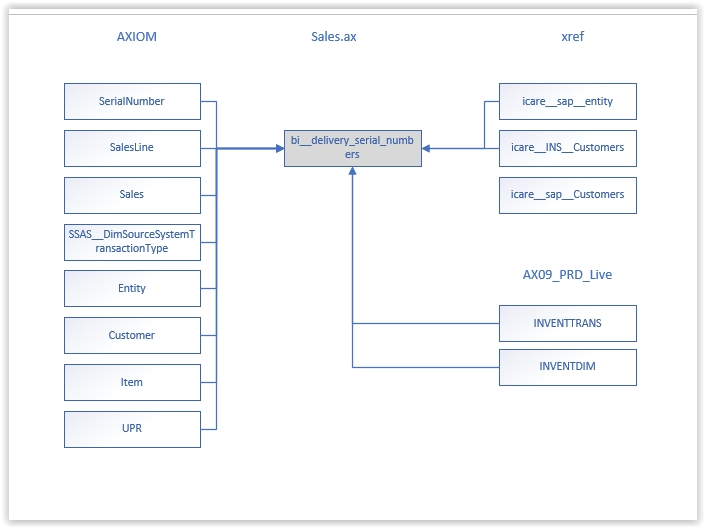 AXIOM
Sales.ax
xref
SerialNumber
SalesLine
Sales
SSAS__DimSourceSystemT
ransactionType
Entity
Customer
Item
UPR
bi__delivery_serial_numb
ers
icare__sap__entity
icare__INS__Customers
icare__sap__Customers
AX09_PRD_Live
INVENTTRANS
INVENTDIM